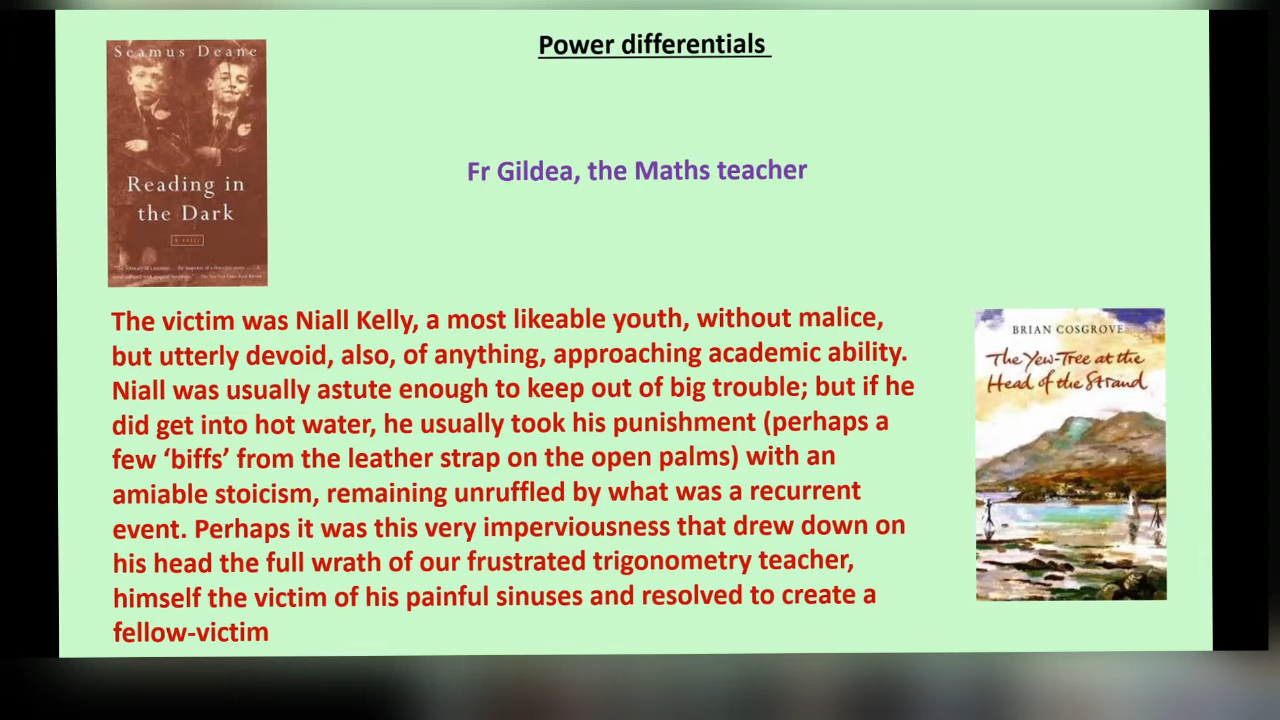 Power differentials
Seamus Deane
Reading in
the Dark
Fr Gildea, the Maths teacher
The victim was Niall Kelly, a most likeable youth, without malice,
but utterly devoid, also, of anything, approaching academic ability.
Niall was usually astute enough to keep out of big trouble; but if he
did get into hot water, he usually took his punishment (perhaps a
few ‘biffs’ from the leather strap on the open palms) with an
amiable stoicism, remaining unruffled by what was a recurrent
event. Perhaps it was this very imperviousness that drew down on
his head the full wrath of our frustrated trigonometry teacher,
himself the victim of his painful sinuses and resolved to create a
fellow-victim
BRIAN COSGROVE
The Yew-Tree at the
Head of the Strand